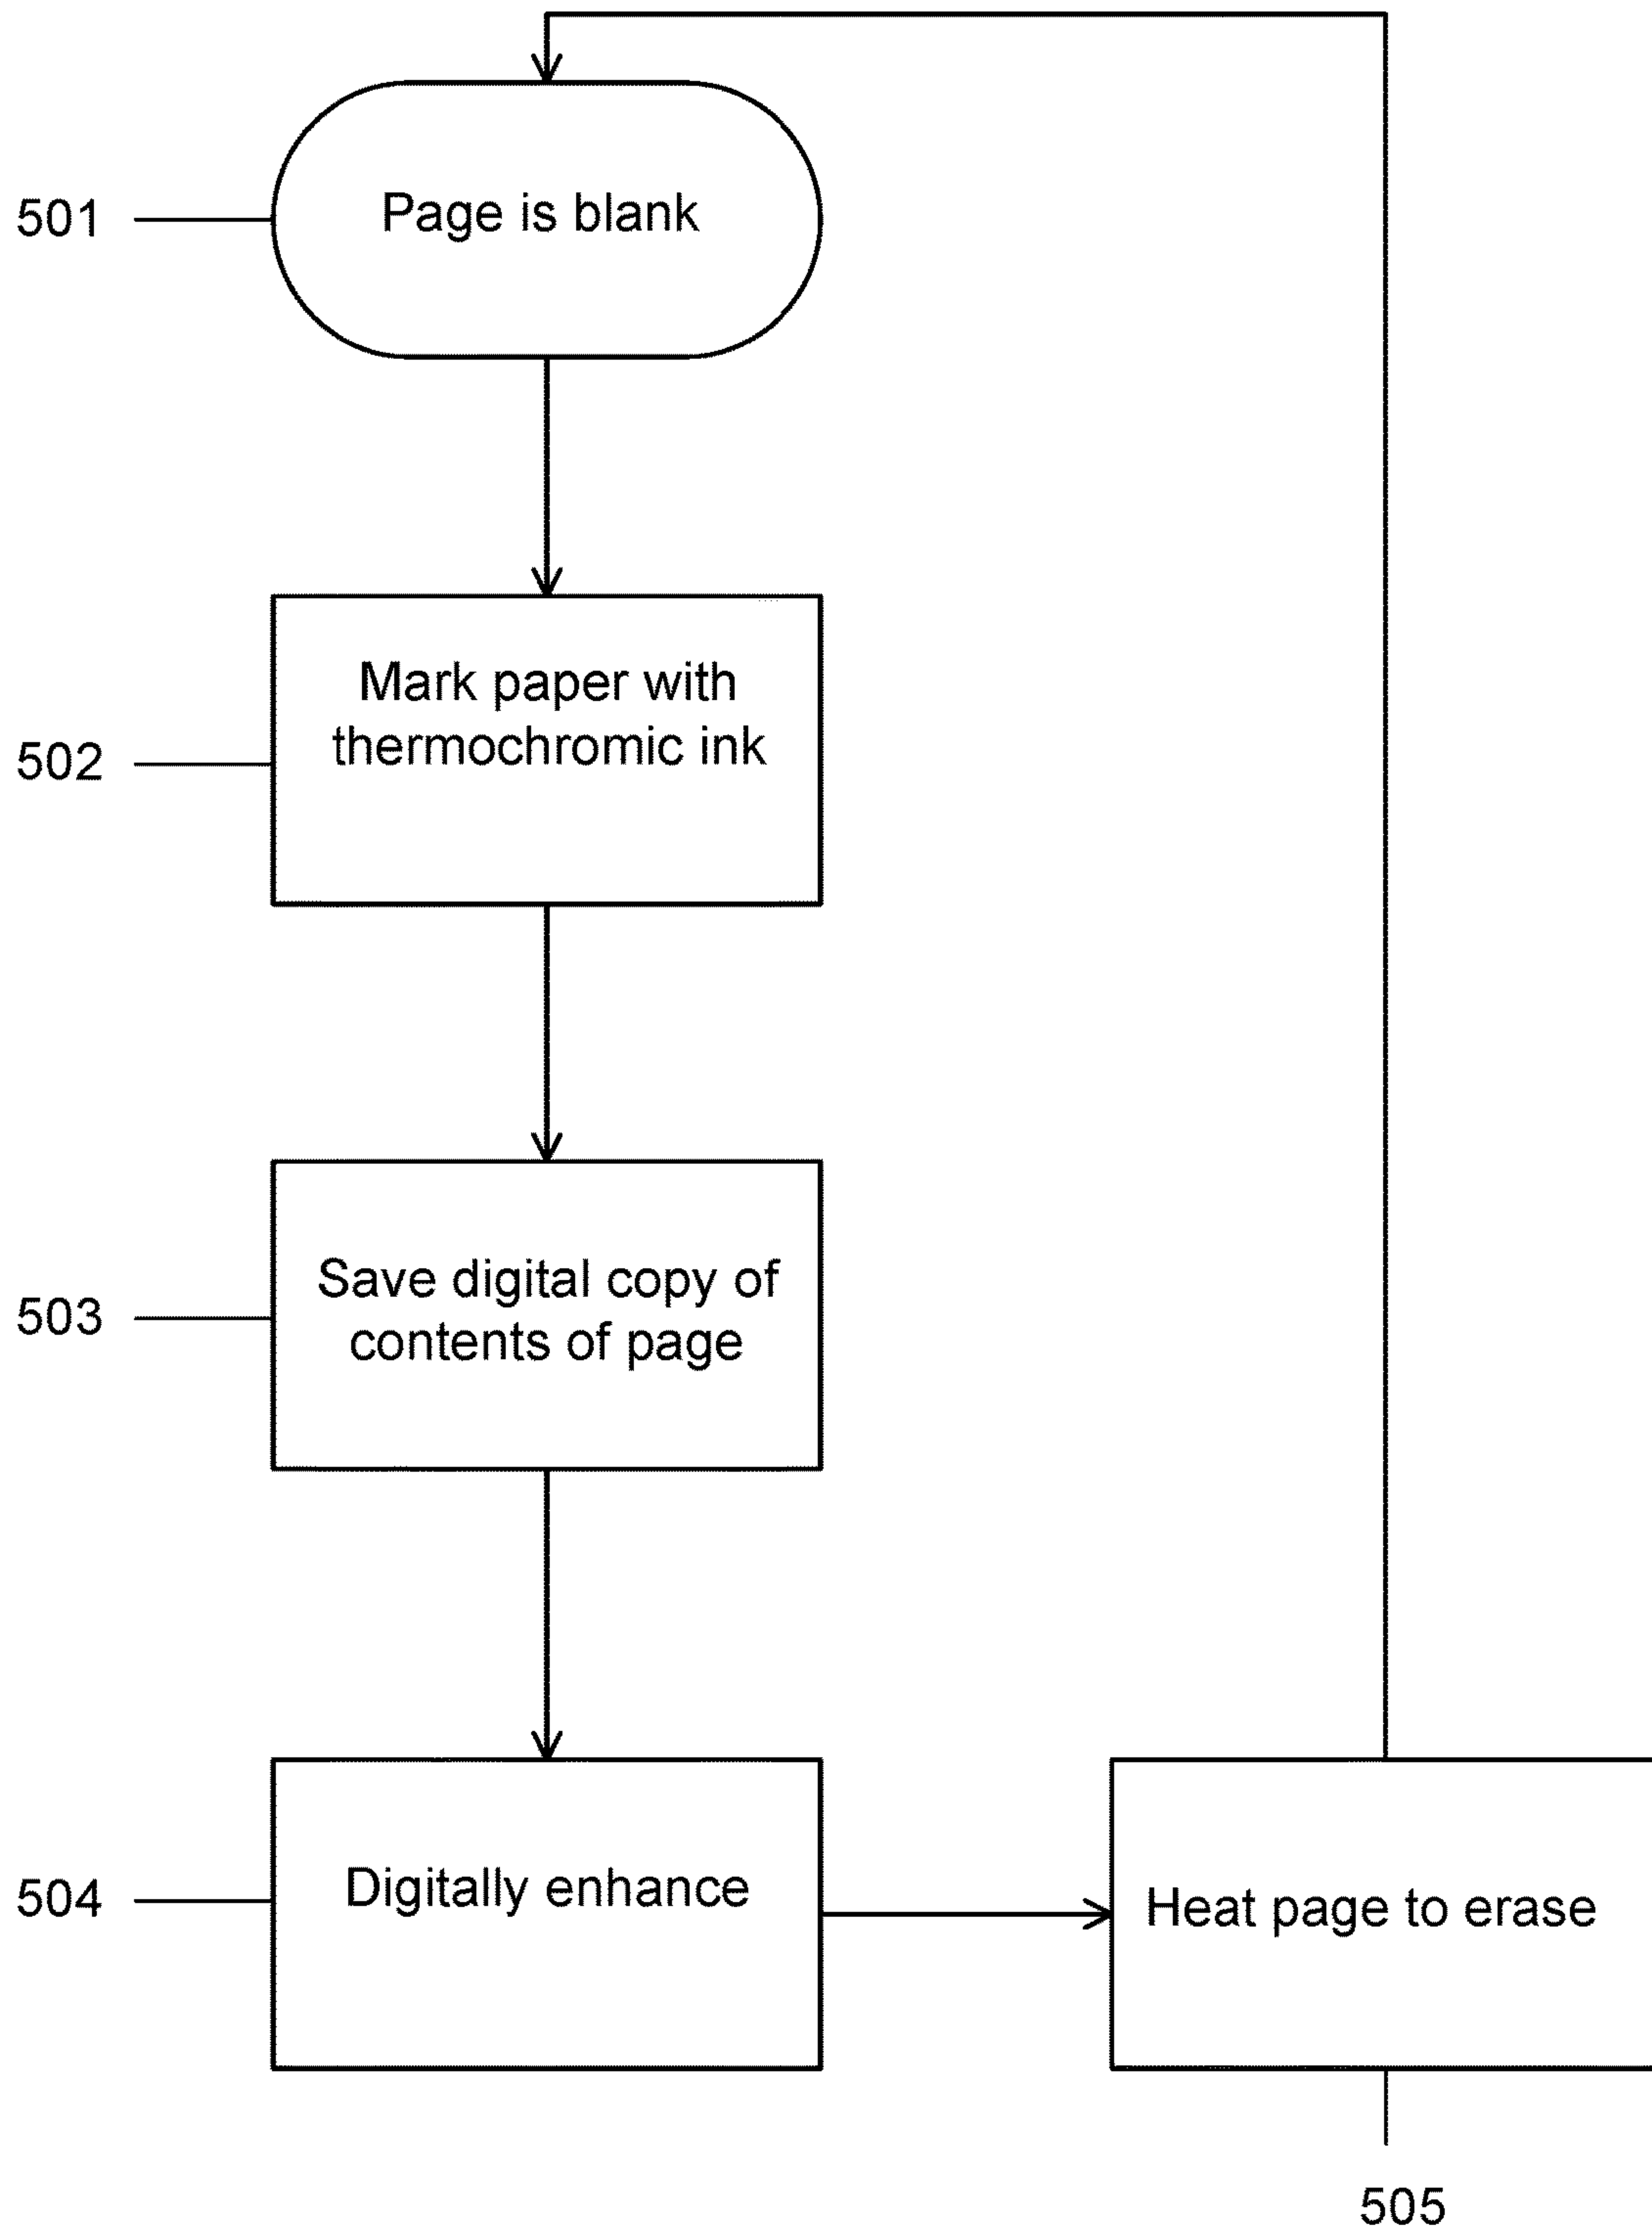 501
Page is blank
502
Mark paper with
thermochromic ink
503
Save digital copy of
contents of page
504
Digitally enhance
Heat page to erase
505